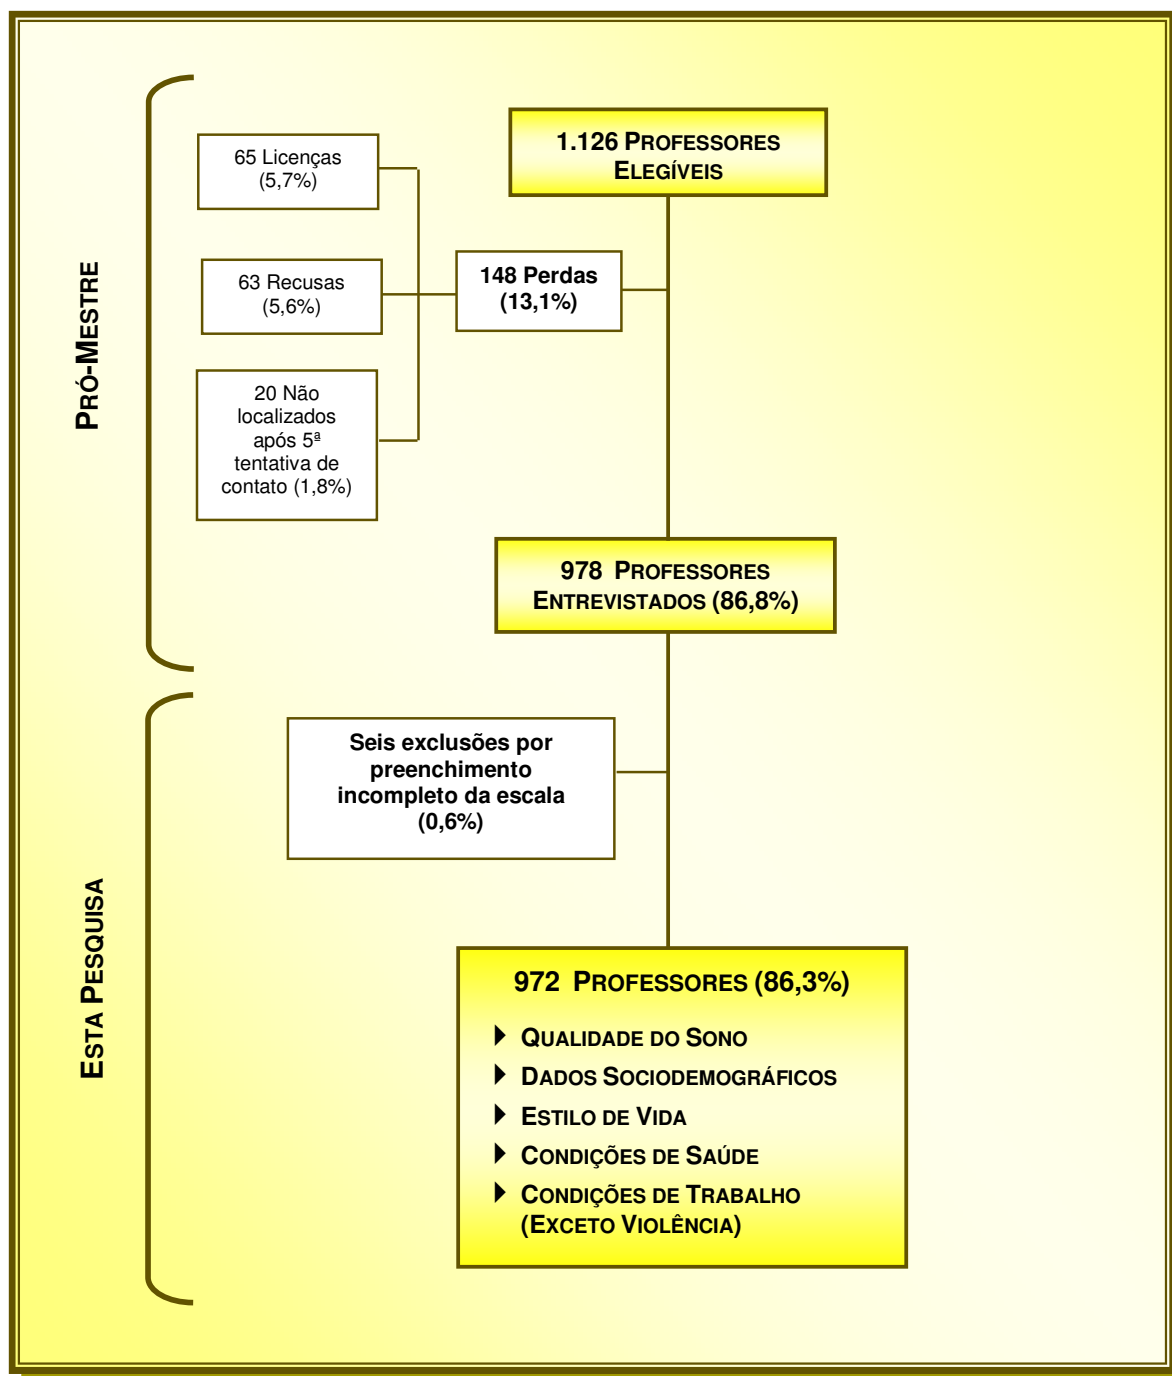 PRÓ-MESTRE
1.126 PROFESSORES
ELEGÍVEIS
65 Licenças
(5,7%)
148 Perdas
(13,1%)
63 Recusas
(5,6%)
20 Não
localizados
após 5ª
tentativa de
contato (1,8%)
978 PROFESSORES
ENTREVISTADOS (86,8%)
ESTA PESQUISA
Seis exclusões por
preenchimento
incompleto da escala
(0,6%)
972 PROFESSORES (86,3%)
QUALIDADE DO SONO
DADOS SOCIODEMOGRÁFICOS
ESTILO DE VIDA
CONDIÇÕES DE SAÚDE
CONDIÇÕES DE TRABALHO
(EXCETO VIOLÊNCIA)